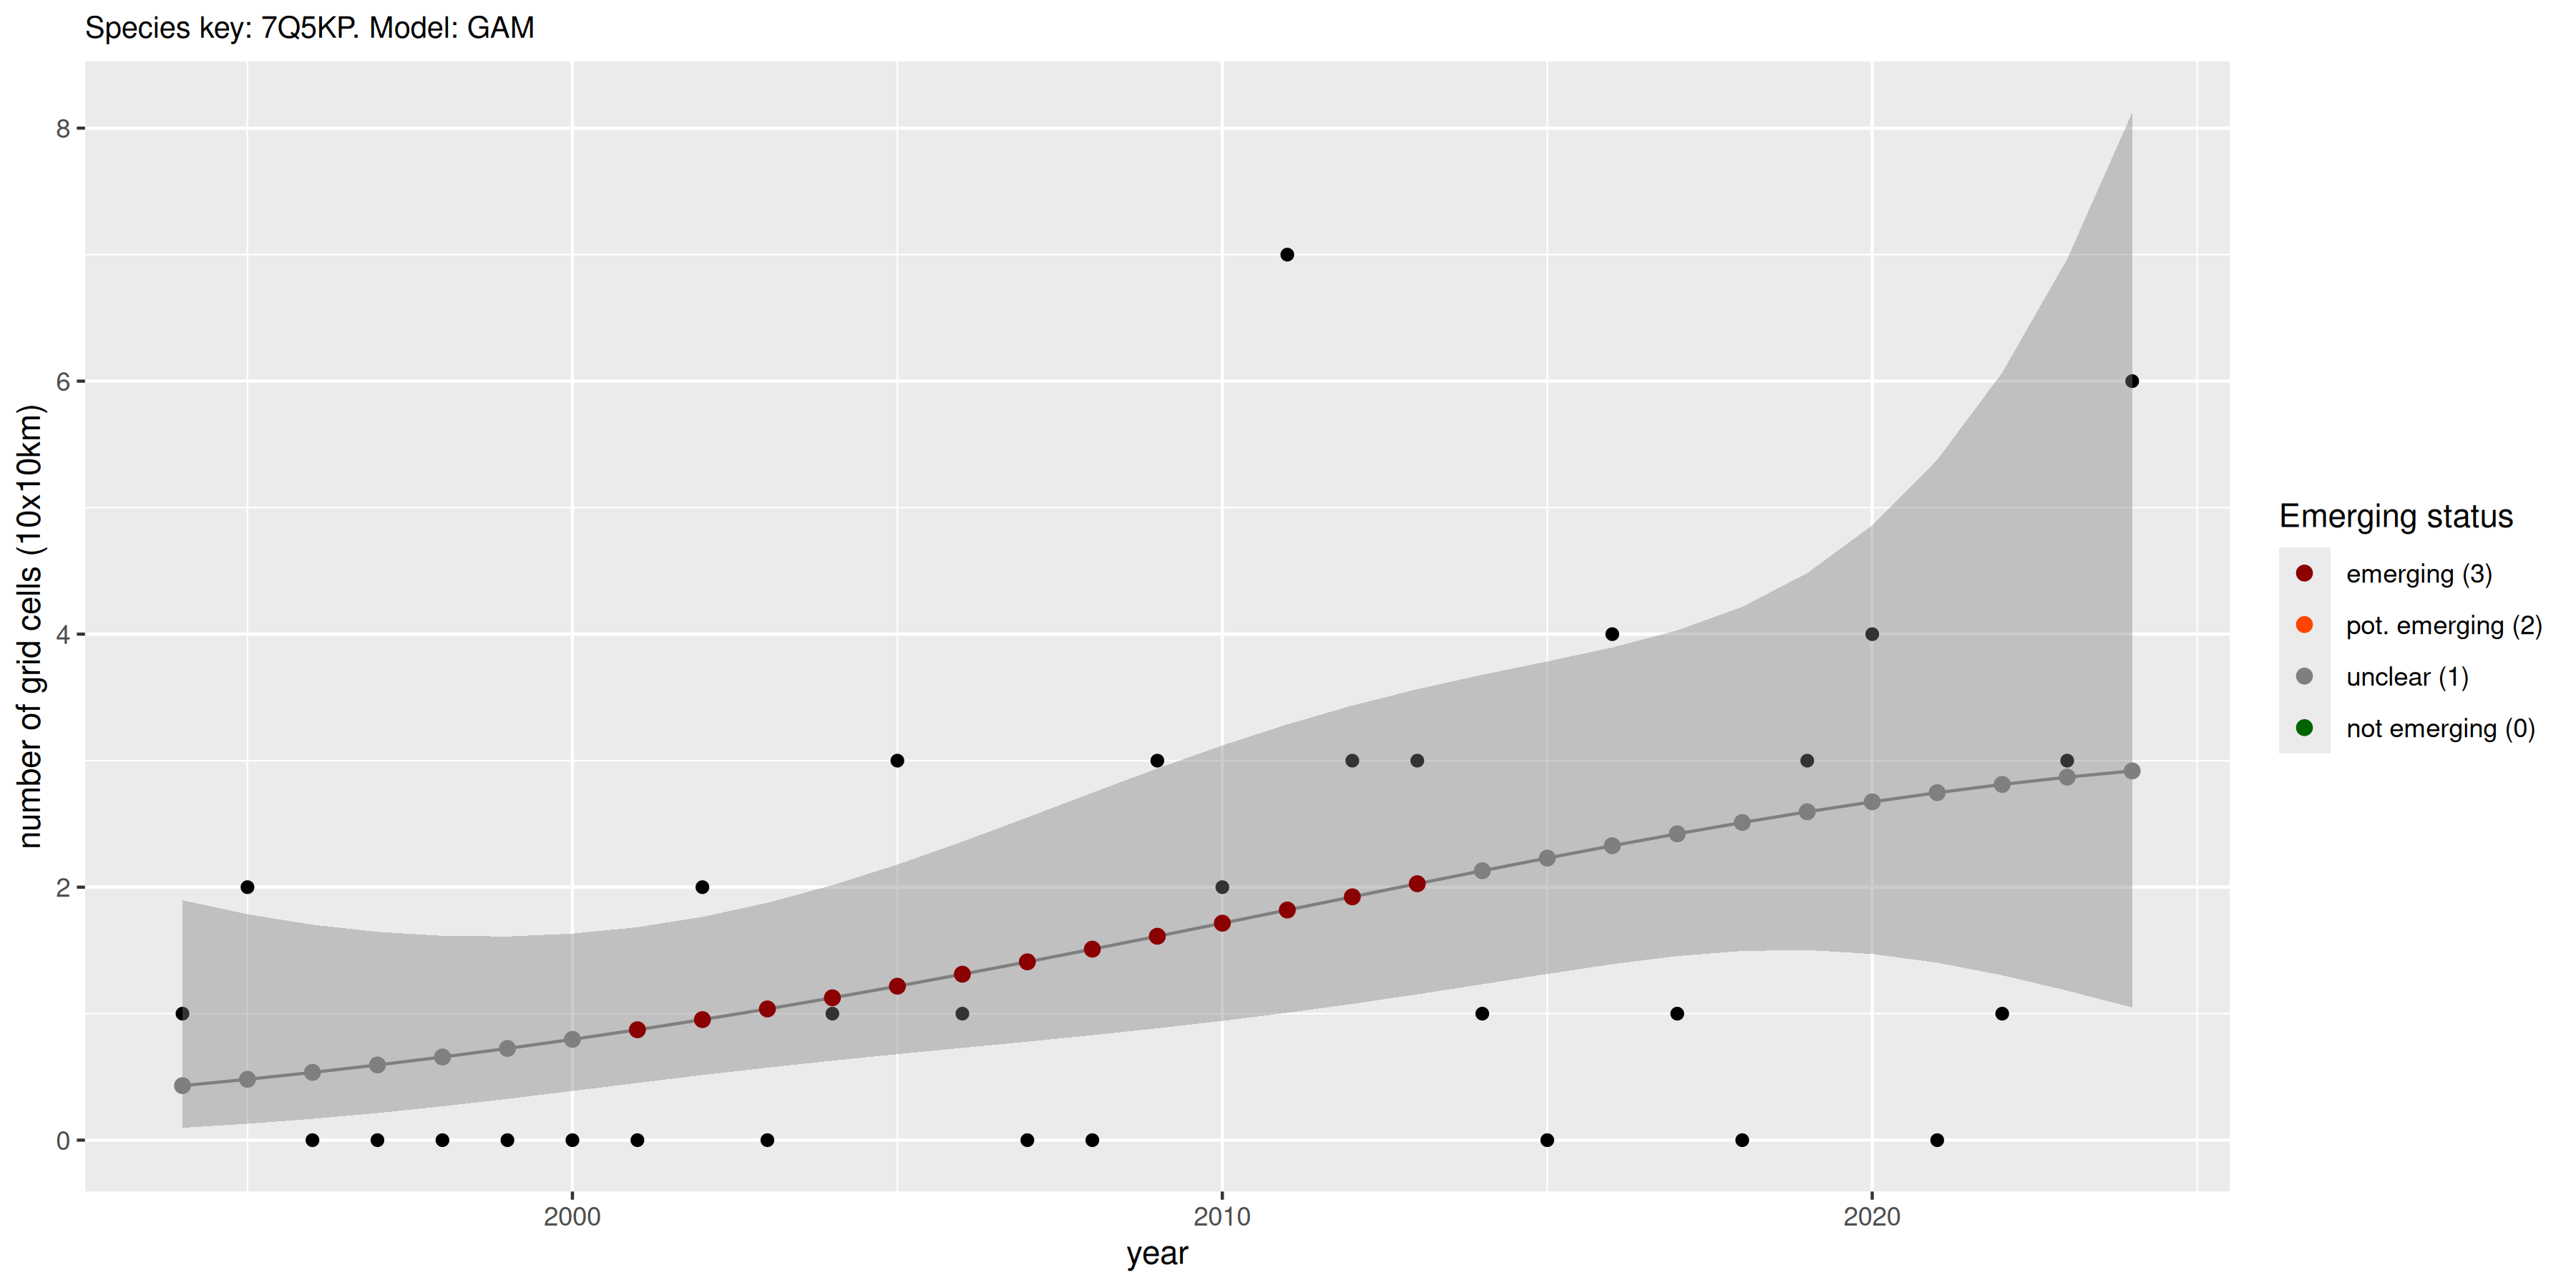 Species key: 7Q5KP. Model: GAM
8
6
4
2
0
number of grid cells (10x10km)
2000
2010
2020
year
Emerging status
emerging (3)
pot. emerging (2)
unclear (1)
not emerging (0)